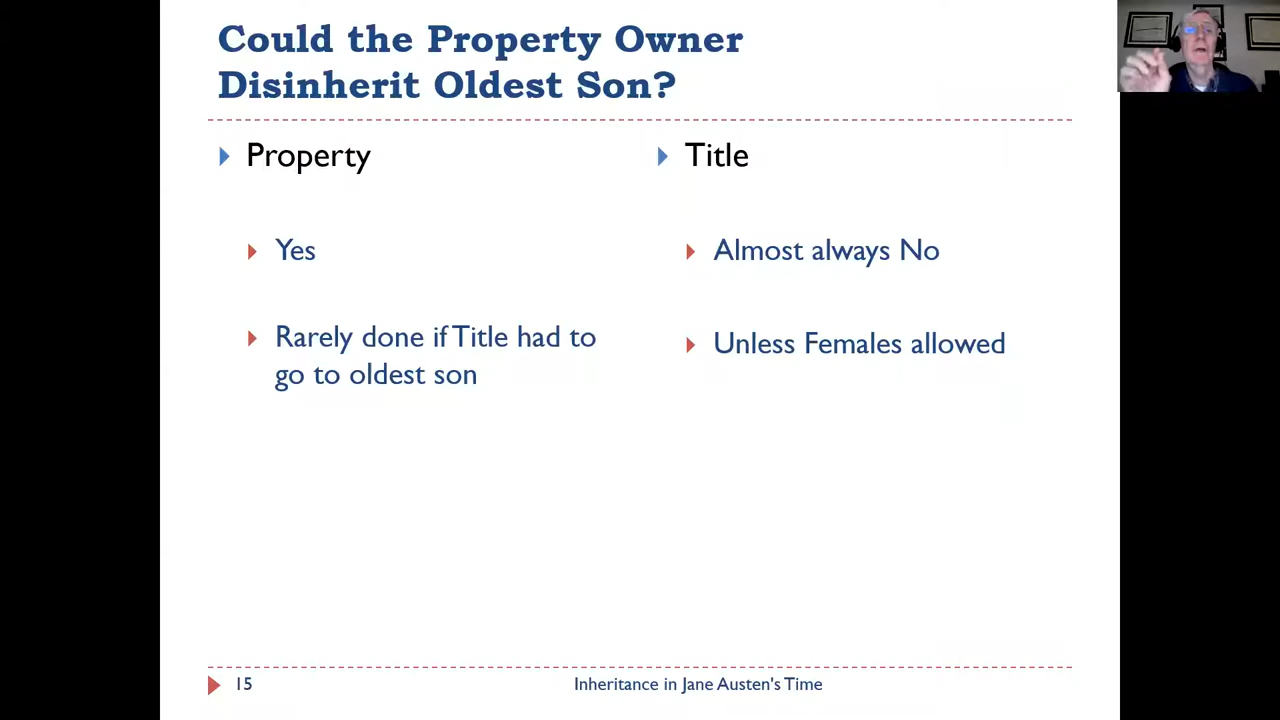 Could the Property Owner
Disinherit Oldest Son?
Property
Yes
Rarely done if Title had to
go to oldest son
Title
Almost always No
Unless Females allowed
15
Inheritance in Jane Austen's Time